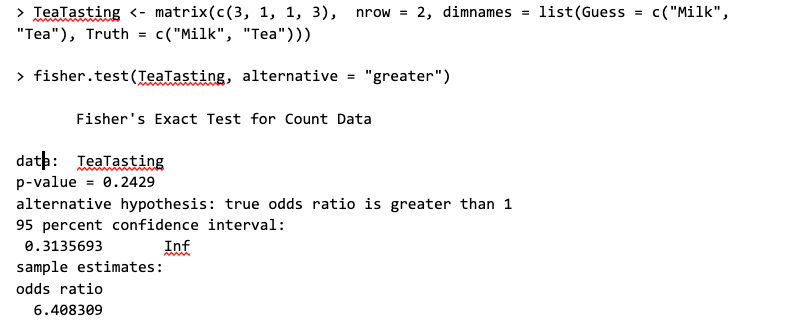 > TeaTasting <- matrix(c(3, 1, 1, 3),  nrow = 2, dimnames = list(Guess = c("Milk",
"Tea"), Truth = c("Milk", "Tea")))
> fisher.test(TeaTasting, alternative = "greater")
Fisher's Exact Test for Count Data
data:  TeaTasting
p-value = 0.2429
alternative hypothesis: true odds ratio is greater than 1
95 percent confidence interval:
0.3135693       Inf
sample estimates:
odds ratio
6.408309